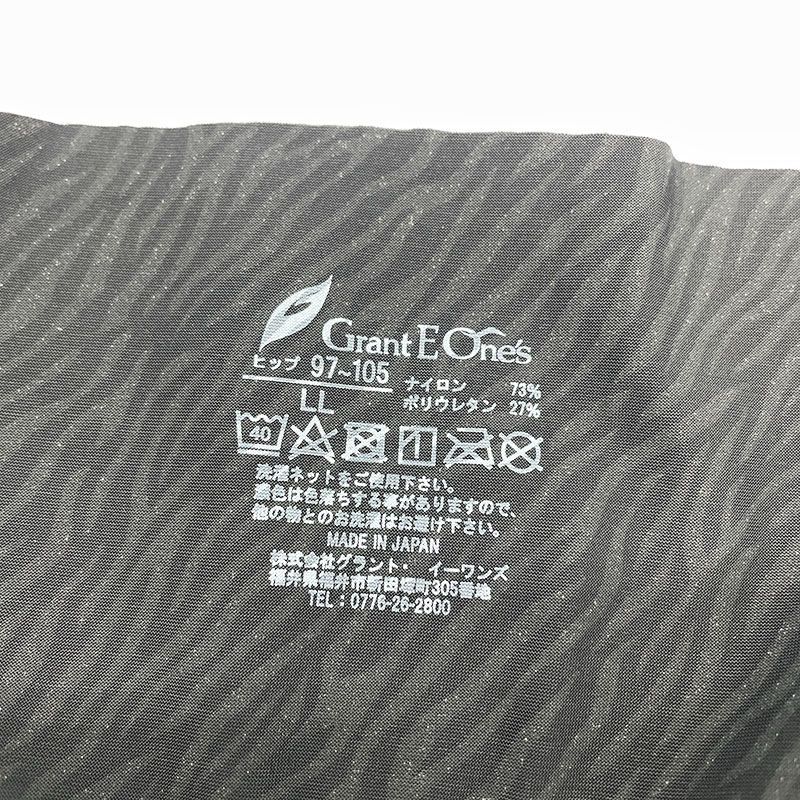 Grant E One's
ヒップ 97~105
LL
ナイロン 73%
ポリウレタン 27%
40
洗濯ネットをご使用下さい。
濃色は色落ちする事がありますので、
他の物とのお洗濯はお避け下さい。
MADE IN JAPAN
株式会社グラント・イーワンズ
福井県福井市新田塚町305番地
TEL：0776-26-2800